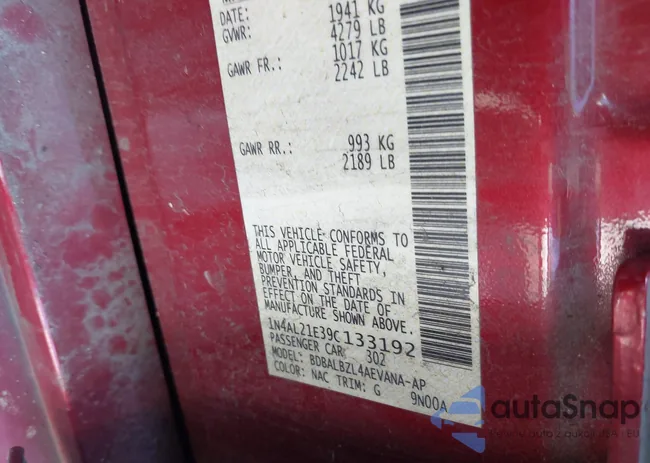 DATE: 1941 KG
GVWR: 4279 LB
1017 KG
GAWR FR.: 2242 LB
GAWR RR.: 993 KG
2189 LB
THIS VEHICLE CONFORMS TO
ALL APPLICABLE FEDERAL
MOTOR VEHICLE SAFETY,
BUMPER, AND THEFT
PREVENTION STANDARDS IN
EFFECT ON THE DATE OF
MANUFACTURE SHOWN ABOVE.
1N4AL21E39C133192
PASSENGER CAR 302
MODEL: BDBALBZL4AEVANA-AP
COLOR: NAC TRIM: G 9N00A
autaSnap